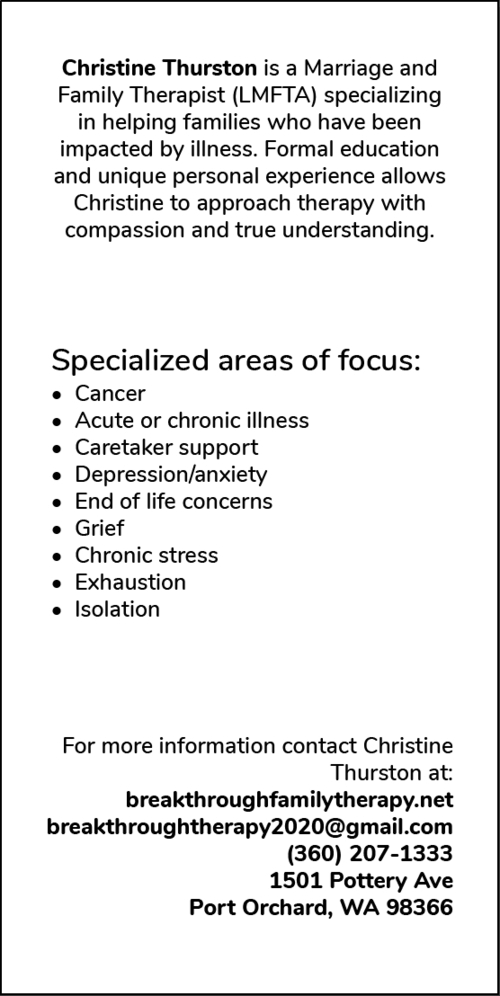 Christine Thurston is a Marriage and
Family Therapist (LMFTA) specializing
in helping families who have been
impacted by illness. Formal education
and unique personal experience allows
Christine to approach therapy with
compassion and true understanding.
Specialized areas of focus:
• Cancer
• Acute or chronic illness
• Caretaker support
• Depression/anxiety
• End of life concerns
• Grief
• Chronic stress
• Exhaustion
• Isolation
For more information contact Christine
Thurston at:
breakthroughfamilytherapy.net
breakthroughtherapy2020@gmail.com
(360) 207-1333
1501 Pottery Ave
Port Orchard, WA 98366